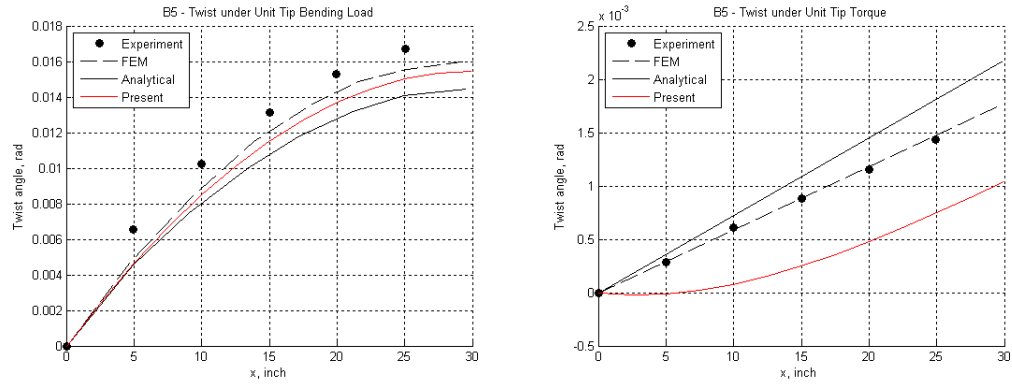 B5 - Twist under Unit Tip Bending Load
0.018
0.016
0.014
0.012
0.01
0.008
0.006
0.004
0.002
0
Twist angle, rad
Experiment
FEM
Analytical
Present
0 5 10 15 20 25 30
x, inch
B5 - Twist under Unit Tip Torque
x 10⁻³
2.5
2
1.5
1
0.5
0
-0.5
Twist angle, rad
Experiment
FEM
Analytical
Present
0 5 10 15 20 25 30
x, inch